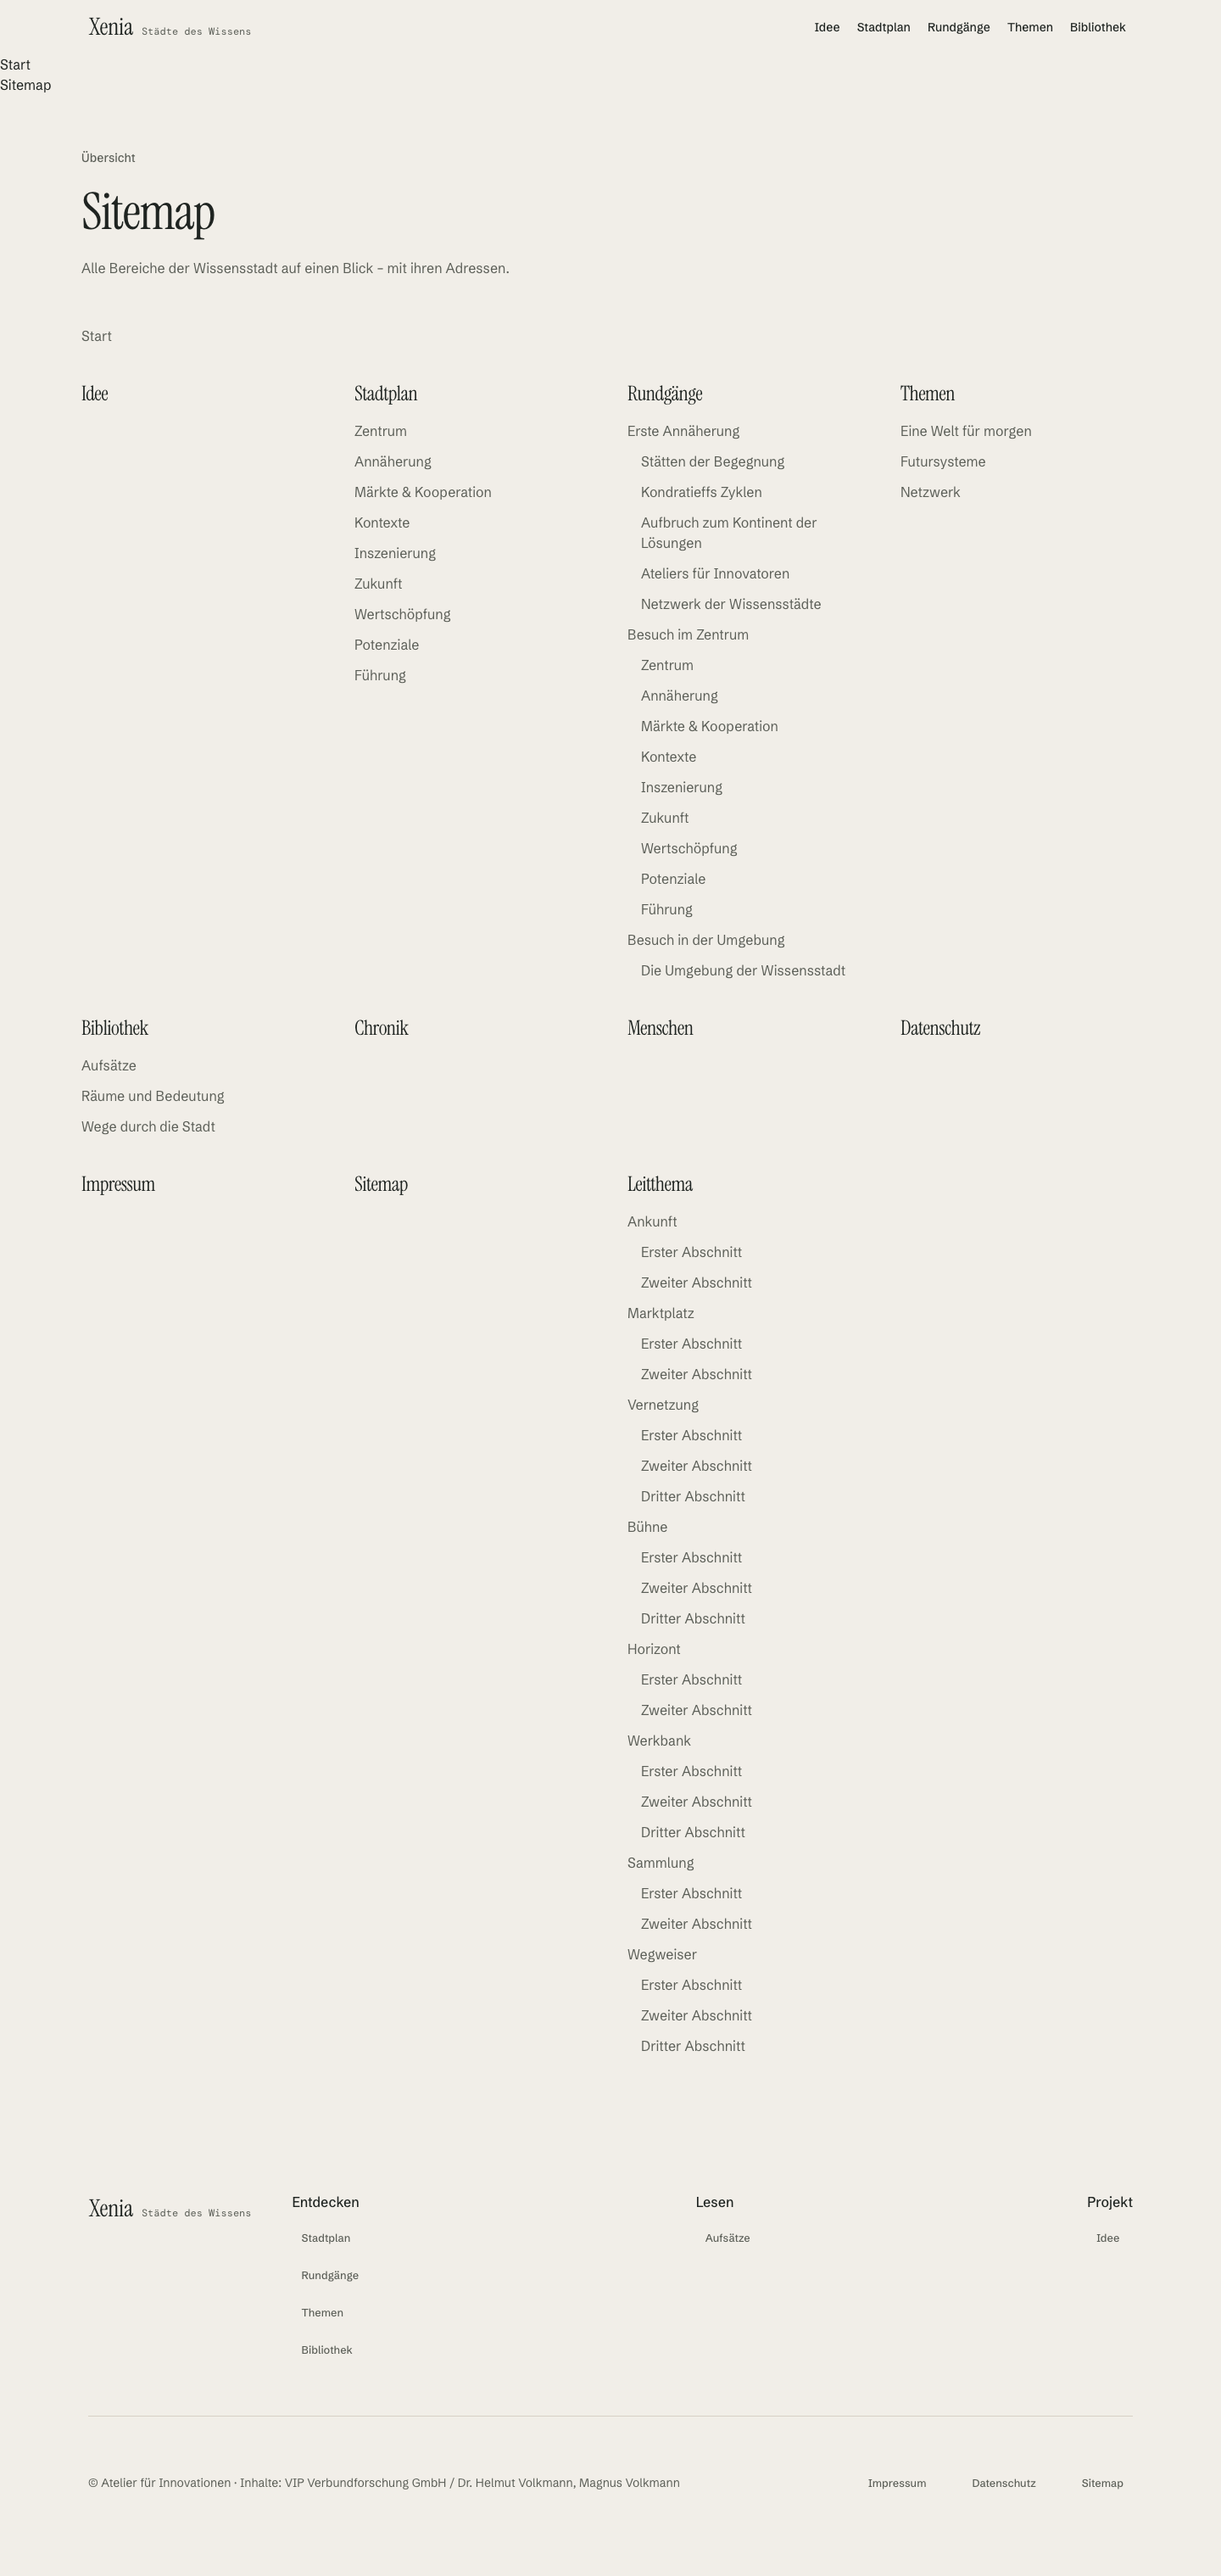 Xenia Städte des Wissens
Idee Stadtplan Rundgänge Themen Bibliothek
Start
Sitemap
Übersicht
Sitemap
Alle Bereiche der Wissensstadt auf einen Blick – mit ihren Adressen.
Start
Idee
Stadtplan
Zentrum
Annäherung
Märkte & Kooperation
Kontexte
Inszenierung
Zukunft
Wertschöpfung
Potenziale
Führung
Rundgänge
Erste Annäherung
Stätten der Begegnung
Kondratieffs Zyklen
Aufbruch zum Kontinent der
Lösungen
Ateliers für Innovatoren
Netzwerk der Wissensstädte
Besuch im Zentrum
Zentrum
Annäherung
Märkte & Kooperation
Kontexte
Inszenierung
Zukunft
Wertschöpfung
Potenziale
Führung
Besuch in der Umgebung
Die Umgebung der Wissensstadt
Themen
Eine Welt für morgen
Futursysteme
Netzwerk
Bibliothek
Aufsätze
Räume und Bedeutung
Wege durch die Stadt
Chronik
Menschen
Datenschutz
Impressum
Sitemap
Leitthema
Ankunft
Erster Abschnitt
Zweiter Abschnitt
Marktplatz
Erster Abschnitt
Zweiter Abschnitt
Vernetzung
Erster Abschnitt
Zweiter Abschnitt
Dritter Abschnitt
Bühne
Erster Abschnitt
Zweiter Abschnitt
Dritter Abschnitt
Horizont
Erster Abschnitt
Zweiter Abschnitt
Werkbank
Erster Abschnitt
Zweiter Abschnitt
Dritter Abschnitt
Sammlung
Erster Abschnitt
Zweiter Abschnitt
Wegweiser
Erster Abschnitt
Zweiter Abschnitt
Dritter Abschnitt
Xenia Städte des Wissens
Entdecken
Stadtplan
Rundgänge
Themen
Bibliothek
Lesen
Aufsätze
Projekt
Idee
© Atelier für Innovationen · Inhalte: VIP Verbundforschung GmbH / Dr. Helmut Volkmann, Magnus Volkmann
Impressum Datenschutz Sitemap